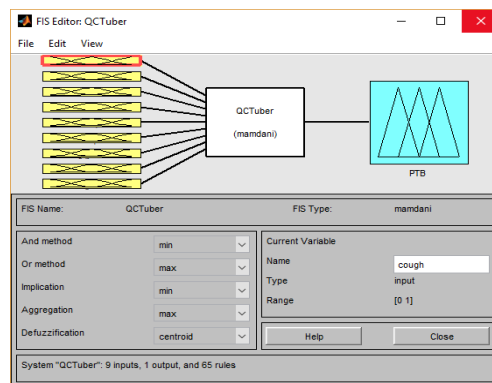 FIS Editor: QCTuber
File Edit View
QCTuber
(mamdani)
PTB
FIS Name: QCTuber FIS Type: mamdani
And method min
Or method max
Implication min
Aggregation max
Defuzzification centroid
Current Variable
Name cough
Type input
Range [0 1]
Help Close
System "QCTuber": 9 inputs, 1 output, and 65 rules